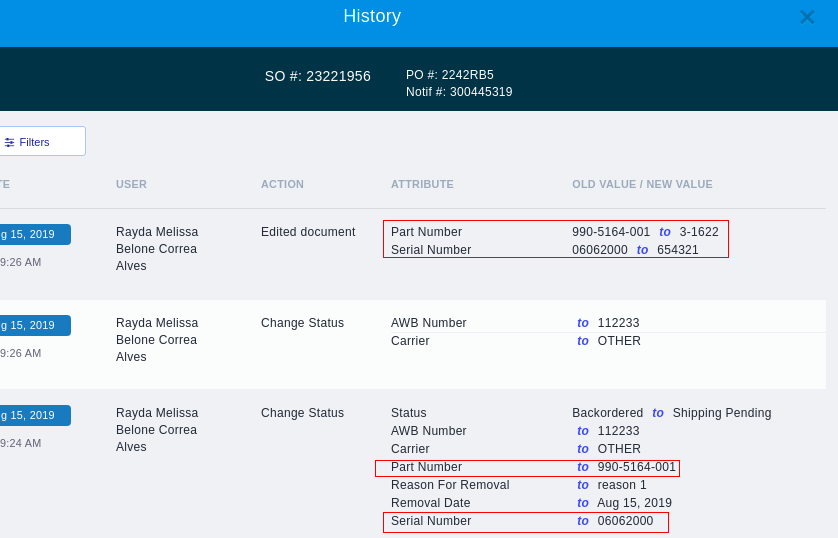 History
SO #: 23221956
PO #: 2242RB5
Notif #: 300445319
Filters
TE USER ACTION ATTRIBUTE OLD VALUE / NEW VALUE
g 15, 2019 Rayda Melissa Edited document Part Number 990-5164-001 to 3-1622
Belone Correa Serial Number 06062000 to 654321
9:26 AM Alves
g 15, 2019 Rayda Melissa Change Status AWB Number to 112233
Belone Correa Carrier to OTHER
9:26 AM Alves
g 15, 2019 Rayda Melissa Change Status Status Backordered to Shipping Pending
Belone Correa AWB Number to 112233
9:24 AM Alves Carrier to OTHER
Part Number to 990-5164-001
Reason For Removal to reason 1
Removal Date to Aug 15, 2019
Serial Number to 06062000